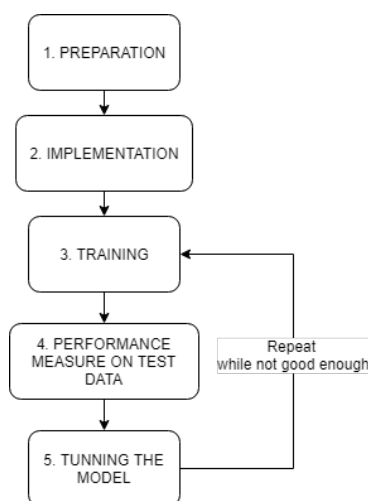 1. PREPARATION
2. IMPLEMENTATION
3. TRAINING
4. PERFORMANCE
MEASURE ON TEST
DATA
Repeat
while not good enough
5. TUNNING THE
MODEL